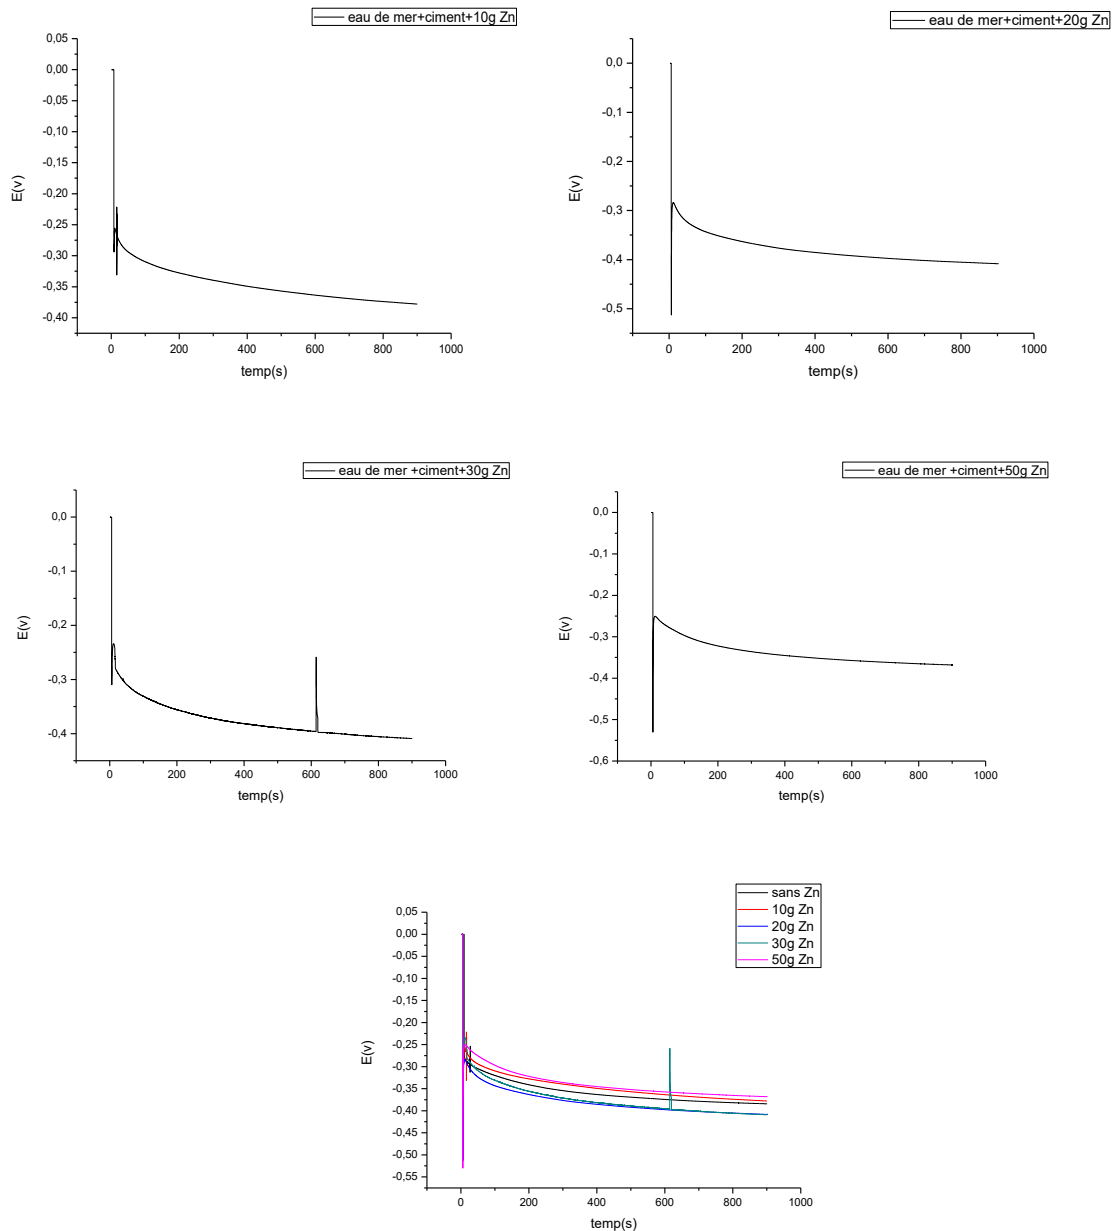 eau de mer+ciment+10g Zn
0,05
0,00
-0,05
-0,10
-0,15
-0,20
-0,25
-0,30
-0,35
-0,40
E(v)
0 200 400 600 800 1000
temp(s)
eau de mer+ciment+20g Zn
0,0
-0,1
-0,2
-0,3
-0,4
-0,5
E(v)
0 200 400 600 800 1000
temp(s)
eau de mer +ciment+30g Zn
0,0
-0,1
-0,2
-0,3
-0,4
E(v)
0 200 400 600 800 1000
temp(s)
eau de mer +ciment+50g Zn
0,0
-0,1
-0,2
-0,3
-0,4
-0,5
-0,6
E(v)
0 200 400 600 800 1000
temp(s)
sans Zn
10g Zn
20g Zn
30g Zn
50g Zn
0,05
0,00
-0,05
-0,10
-0,15
-0,20
-0,25
-0,30
-0,35
-0,40
-0,45
-0,50
-0,55
E(v)
0 200 400 600 800 1000
temp(s)